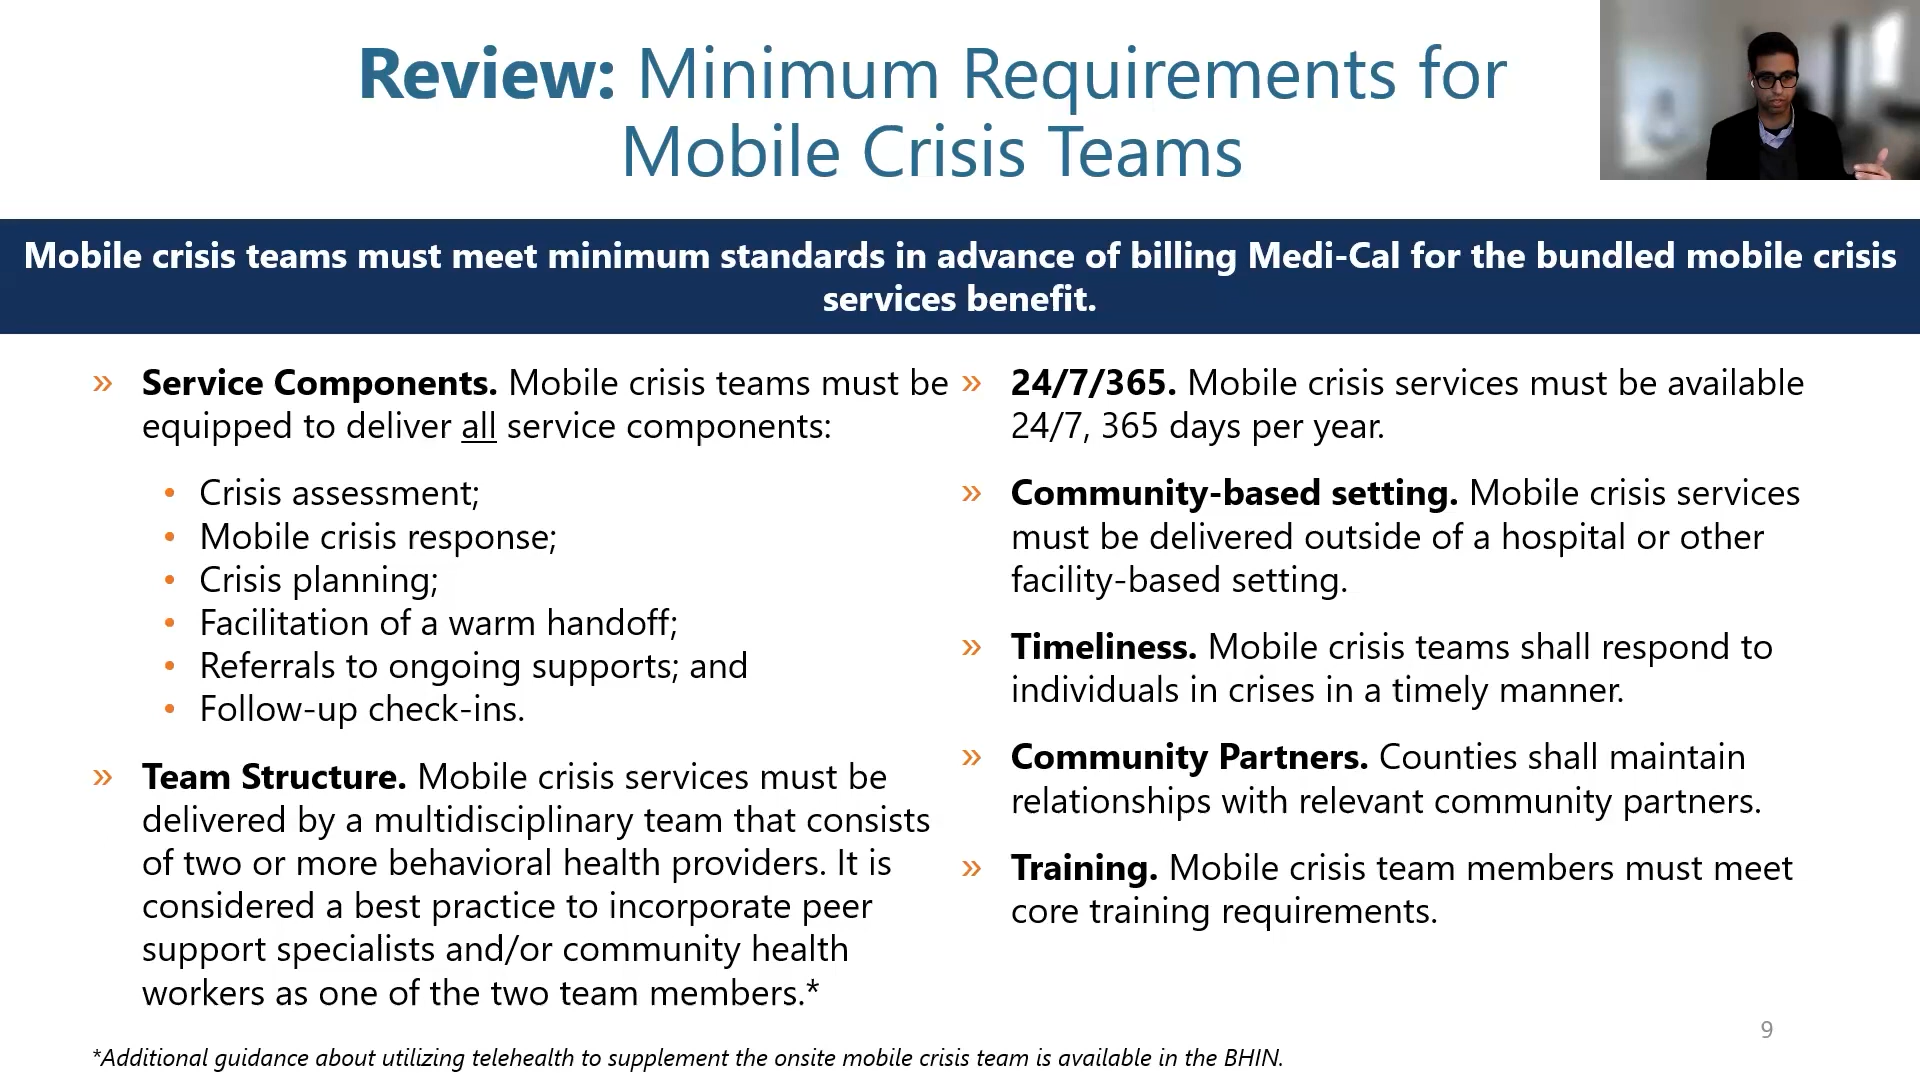 Review: Minimum Requirements for
Mobile Crisis Teams
Mobile crisis teams must meet minimum standards in advance of billing Medi-Cal for the bundled mobile crisis
services benefit.
» Service Components. Mobile crisis teams must be
equipped to deliver all service components:
• Crisis assessment;
• Mobile crisis response;
• Crisis planning;
• Facilitation of a warm handoff;
• Referrals to ongoing supports; and
• Follow-up check-ins.
» Team Structure. Mobile crisis services must be
delivered by a multidisciplinary team that consists
of two or more behavioral health providers. It is
considered a best practice to incorporate peer
support specialists and/or community health
workers as one of the two team members.*
» 24/7/365. Mobile crisis services must be available
24/7, 365 days per year.
» Community-based setting. Mobile crisis services
must be delivered outside of a hospital or other
facility-based setting.
» Timeliness. Mobile crisis teams shall respond to
individuals in crises in a timely manner.
» Community Partners. Counties shall maintain
relationships with relevant community partners.
» Training. Mobile crisis team members must meet
core training requirements.
9
*Additional guidance about utilizing telehealth to supplement the onsite mobile crisis team is available in the BHIN.